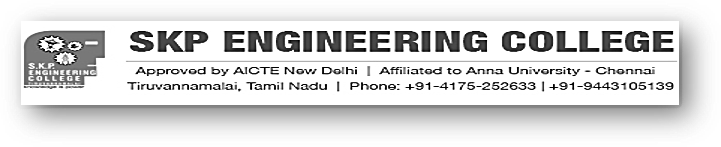 SKP ENGINEERING COLLEGE
Approved by AICTE New Delhi | Affiliated to Anna University - Chennai
Tiruvannamalai, Tamil Nadu | Phone: +91-4175-252633 | +91-9443105139
S.K.P.
ENGINEERING
COLLEGE